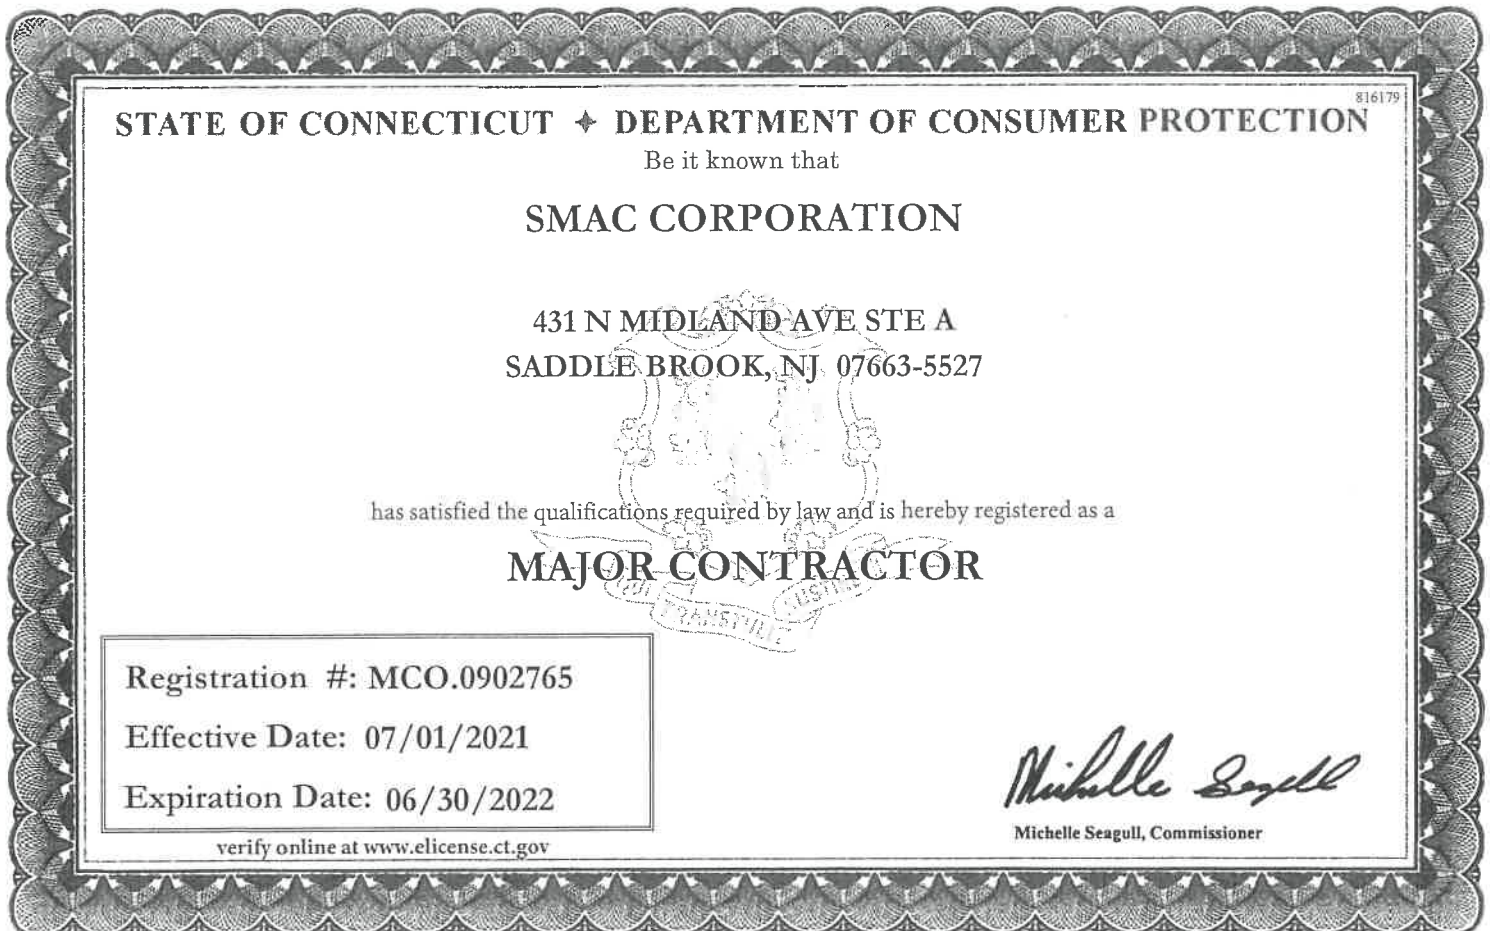 816179
STATE OF CONNECTICUT ✦ DEPARTMENT OF CONSUMER PROTECTION
Be it known that
SMAC CORPORATION
431 N MIDLAND AVE STE A
SADDLE BROOK, NJ 07663-5527
has satisfied the qualifications required by law and is hereby registered as a
MAJOR CONTRACTOR
QUI TRANSTULIT SUSTINET
Registration #: MCO.0902765
Effective Date: 07/01/2021
Expiration Date: 06/30/2022
verify online at www.elicense.ct.gov
Michelle Seagull
Michelle Seagull, Commissioner